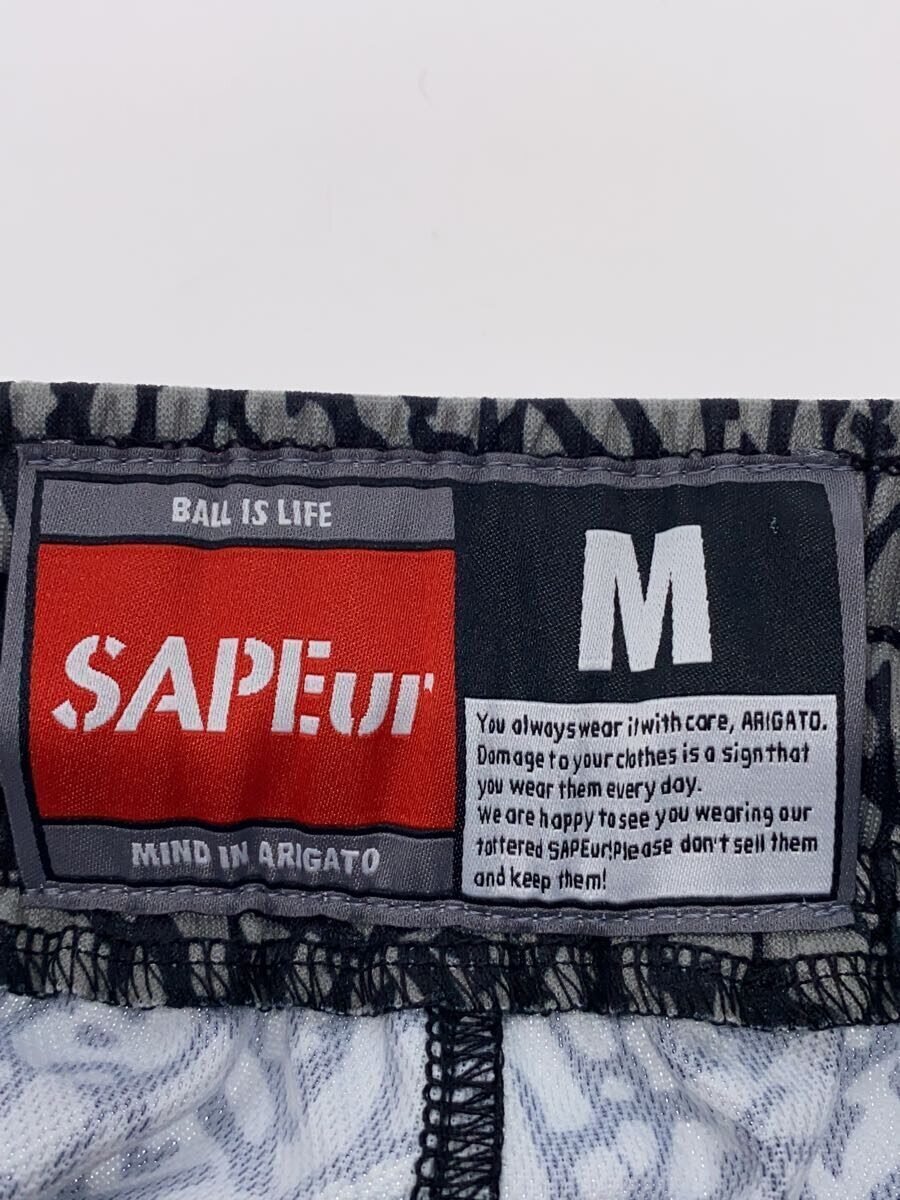 BALL IS LIFE
SAPEur
MIND IN ARIGATO
M
You always wear it with care, ARIGATO.
Damage to your clothes is a sign that
you wear them every day.
We are happy to see you wearing our
tattered SAPEur!Please don't sell them
and keep them!